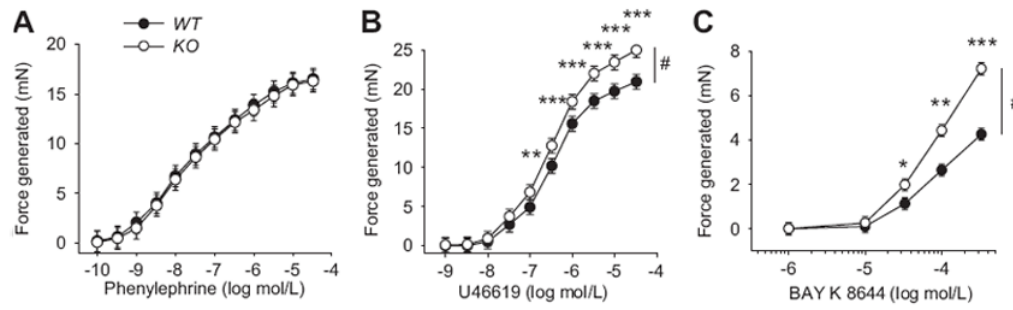 A
WT
KO
Force generated (mN)
20
15
10
5
0
-10 -9 -8 -7 -6 -5 -4
Phenylephrine (log mol/L)
B
Force generated (mN)
25
20
15
10
5
0
** *** *** *** *** ***
#
-9 -8 -7 -6 -5 -4
U46619 (log mol/L)
C
Force generated (mN)
8
6
4
2
0
* ** ***
-6 -5 -4
BAY K 8644 (log mol/L)